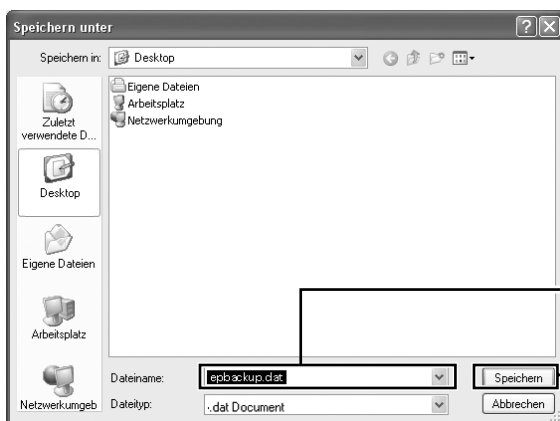 Speichern unter
Speichern in: Desktop
Zuletzt
verwendete D...
Desktop
Eigene Dateien
Arbeitsplatz
Netzwerkumgeb
Eigene Dateien
Arbeitsplatz
Netzwerkumgebung
Dateiname: epbackup.dat Speichern
Dateityp: .dat Document Abbrechen